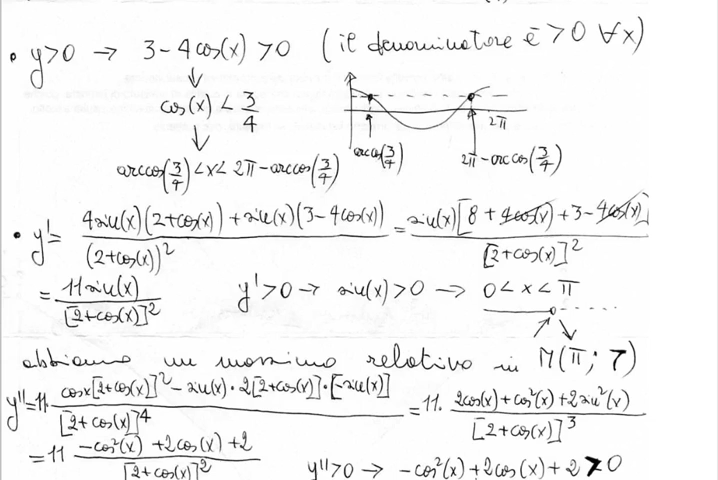 • y>0 → 3-4cos(x) >0 (il denominatore è >0 ∀x)
↓
cos(x) < 3/4
↓
arccos(3/4) <x< 2π-arccos(3/4)
2π
arccos(3/4) 2π-arccos(3/4)
• y'= 4sin(x)(2+cos(x))+sin(x)(3-4cos(x)) / (2+cos(x))² = sin(x)[8+4cos(x)+3-4cos(x)] / [2+cos(x)]²
= 11sin(x) / [2+cos(x)]² y'>0 → sin(x)>0 → 0<x<π
abbiamo un massimo relativo in M(π; 7)
y''=11· cosx[2+cos(x)]²-sin(x)·2[2+cos(x)]·[-sin(x)] / [2+cos(x)]⁴ =11· 2cos(x)+cos²(x)+2sin²(x) / [2+cos(x)]³
=11 -cos²(x)+2cos(x)+2 / [2+cos(x)]² y''>0 → -cos²(x)+2cos(x)+2>0